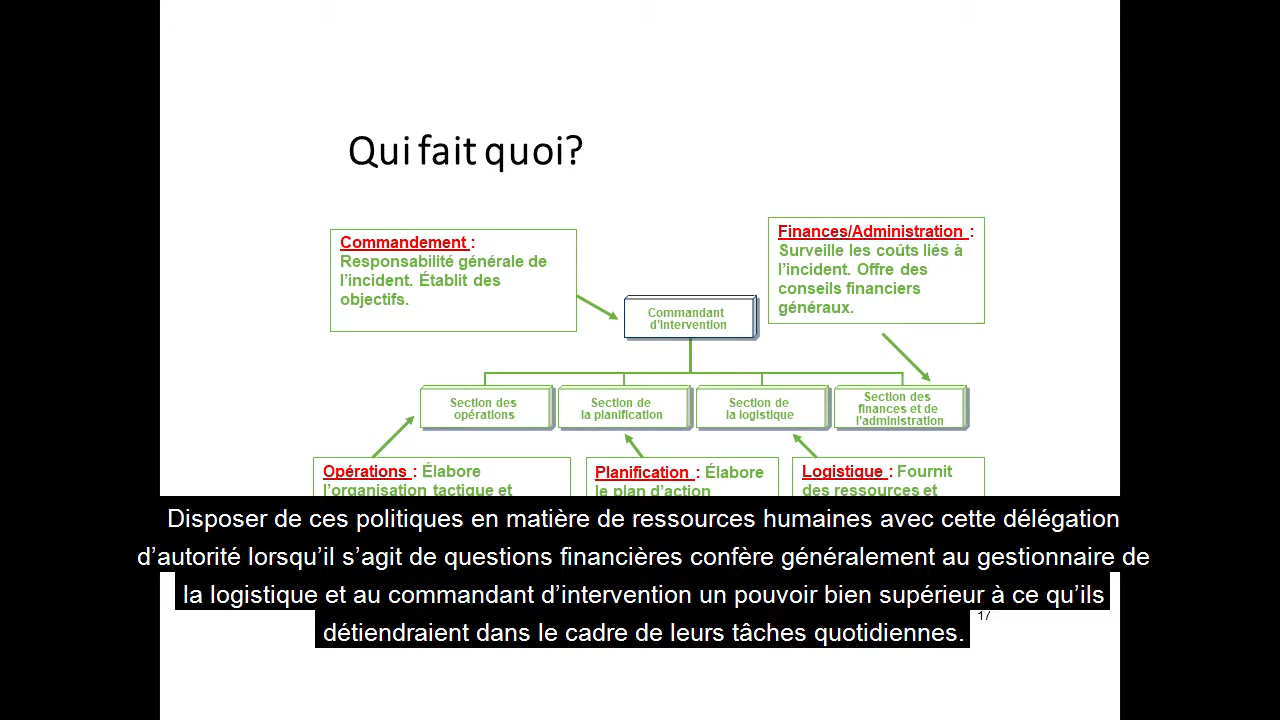 Qui fait quoi?
Commandement :
Responsabilité générale de
l'incident. Établit des
objectifs.
Finances/Administration :
Surveille les coûts liés à
l'incident. Offre des
conseils financiers
généraux.
Commandant
d'intervention
Section des
opérations
Section de
la planification
Section de
la logistique
Section des
finances et de
l'administration
Opérations : Élabore
l'organisation tactique et
Planification : Élabore
le plan d'action
Logistique : Fournit
des ressources et
Disposer de ces politiques en matière de ressources humaines avec cette délégation
d'autorité lorsqu'il s'agit de questions financières confère généralement au gestionnaire de
la logistique et au commandant d'intervention un pouvoir bien supérieur à ce qu'ils
détiendraient dans le cadre de leurs tâches quotidiennes.
17